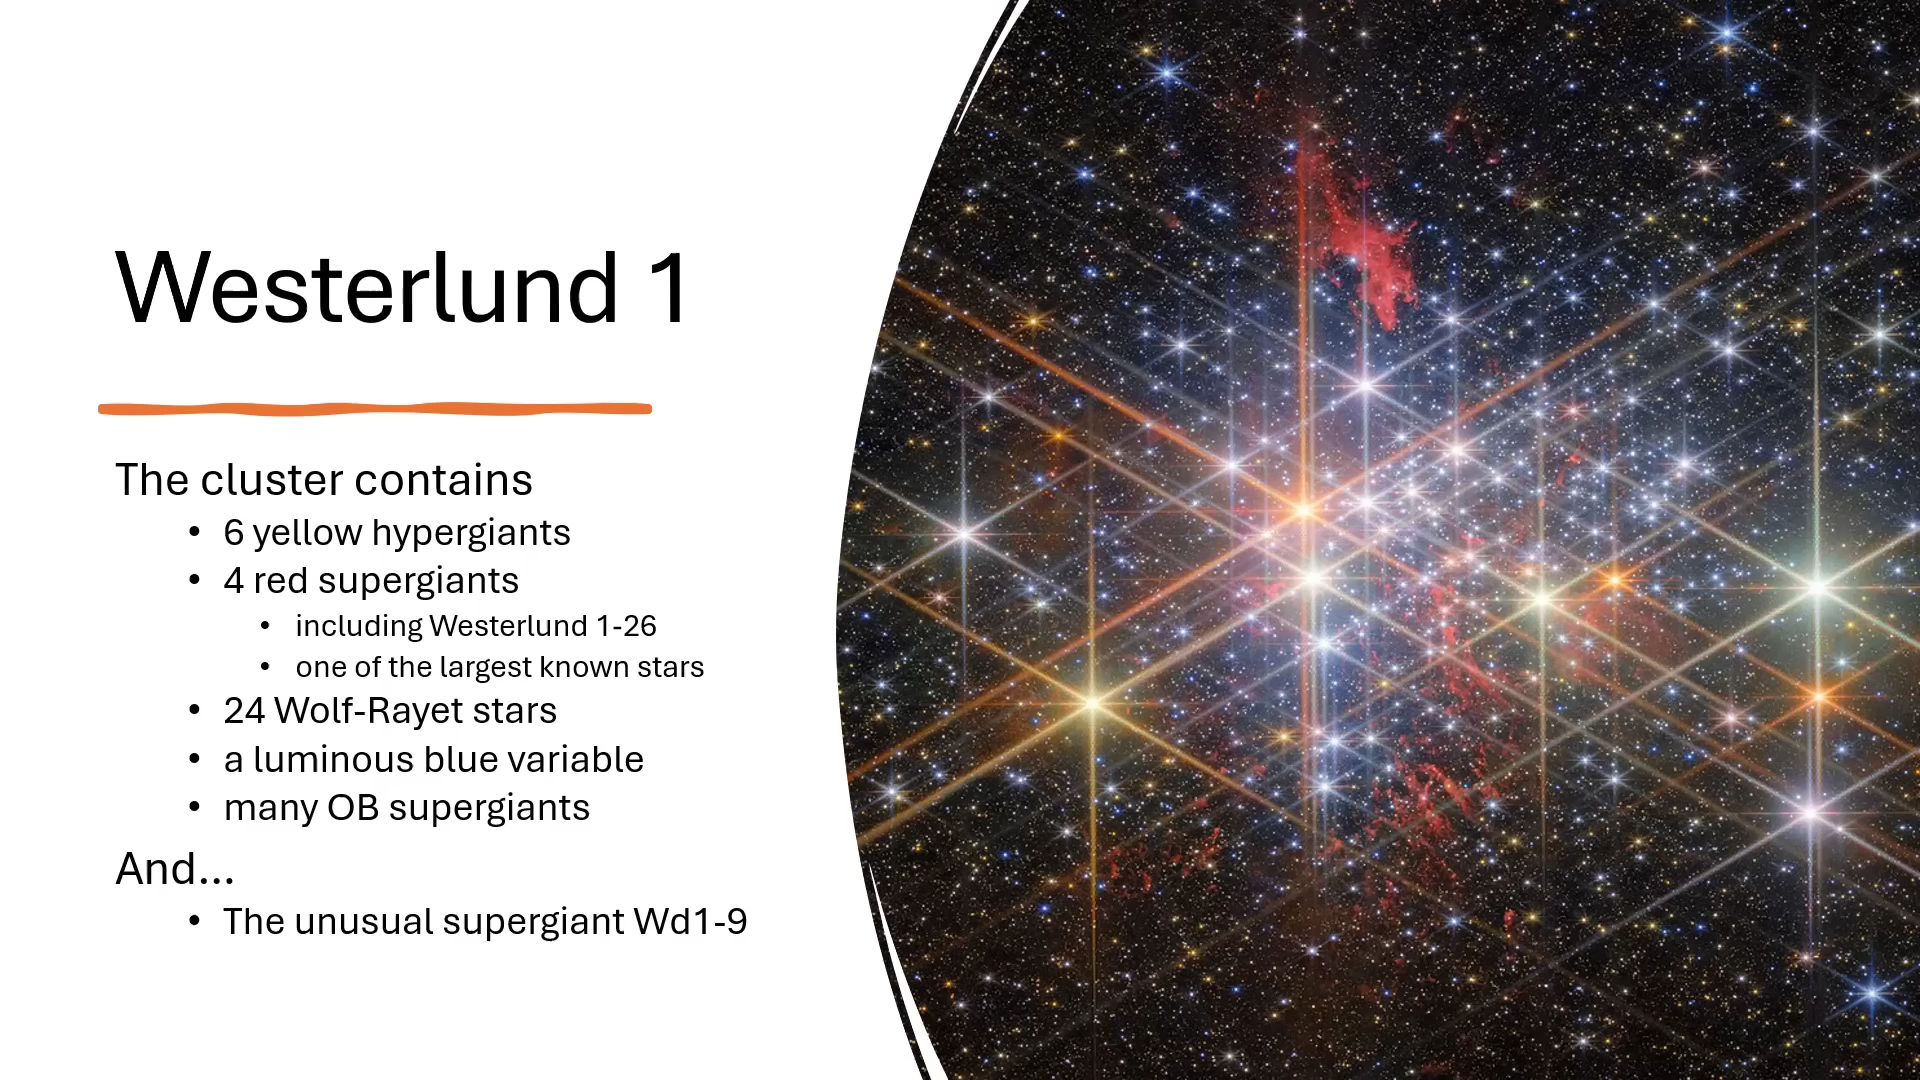 Westerlund 1
The cluster contains
• 6 yellow hypergiants
• 4 red supergiants
• including Westerlund 1-26
• one of the largest known stars
• 24 Wolf-Rayet stars
• a luminous blue variable
• many OB supergiants
And...
• The unusual supergiant Wd1-9